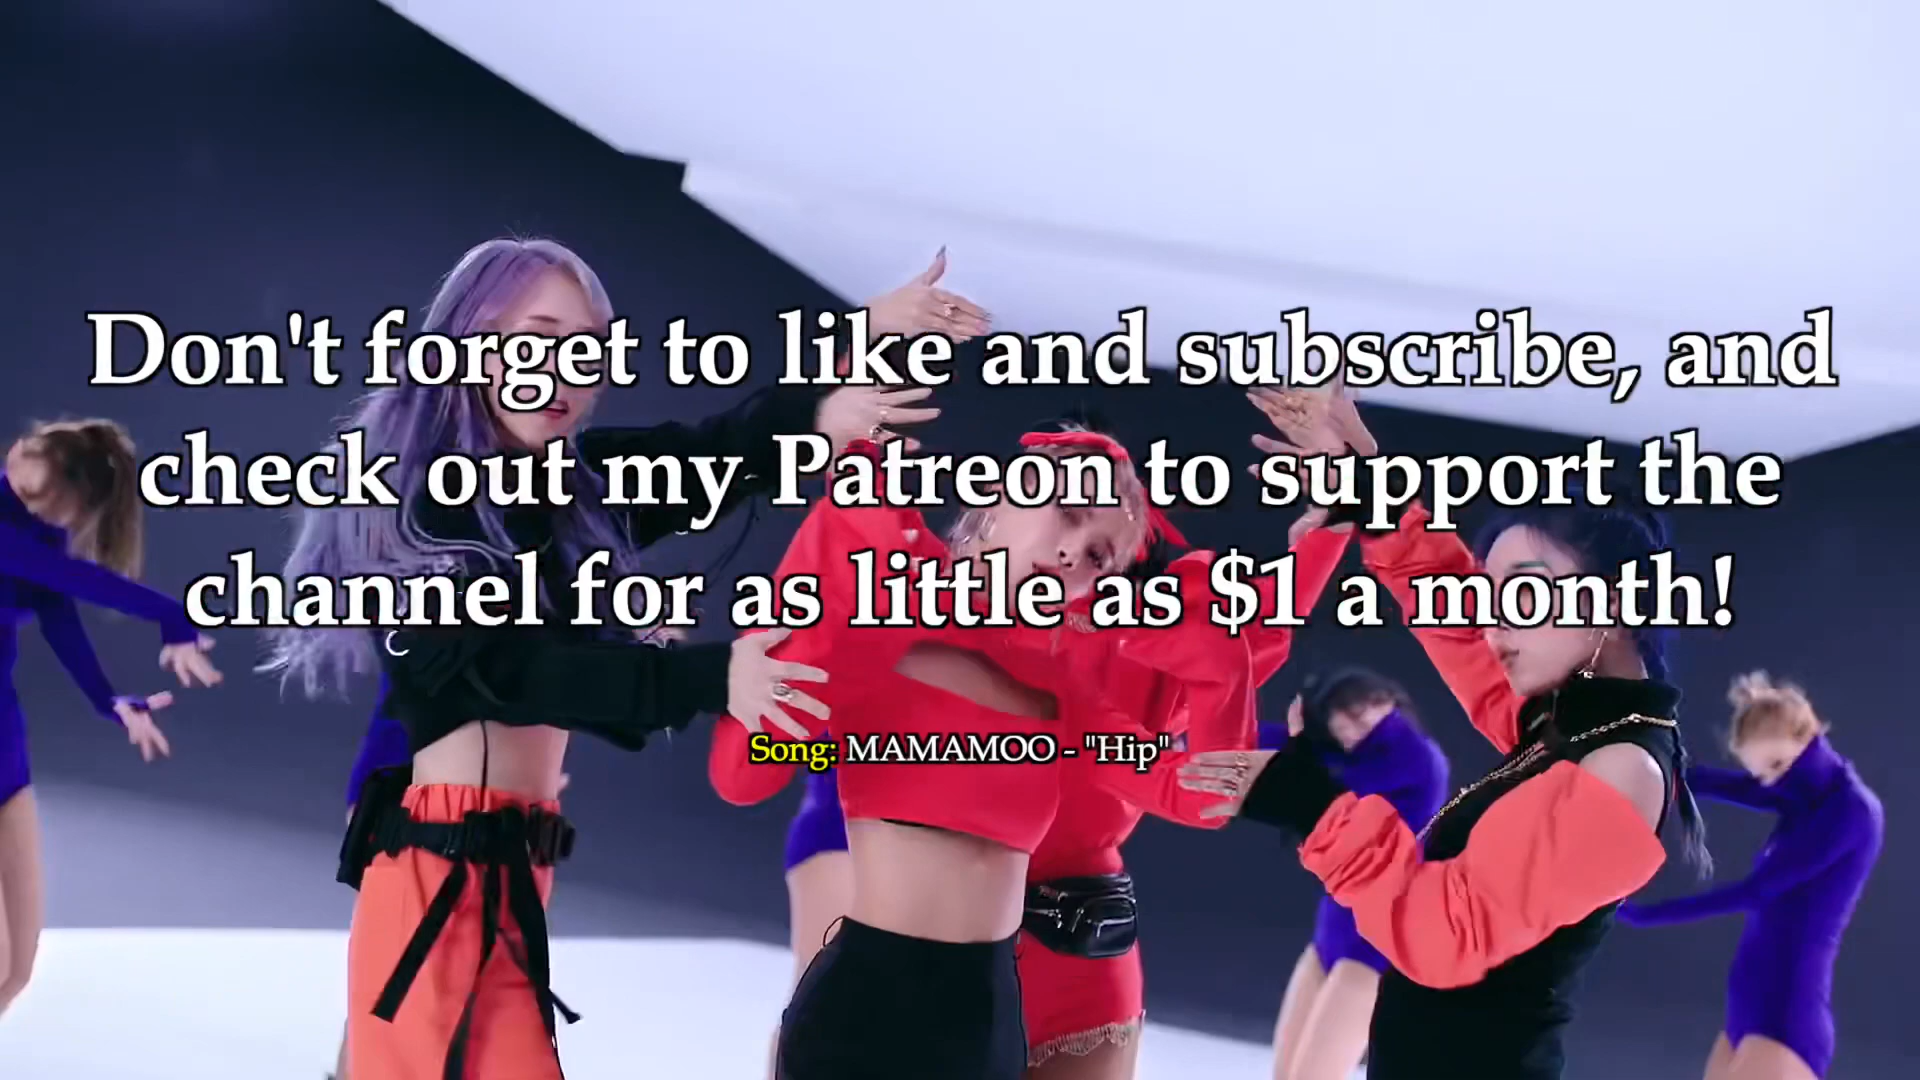 Don't forget to like and subscribe, and
check out my Patreon to support the
channel for as little as $1 a month!
Song: MAMAMOO - "Hip"